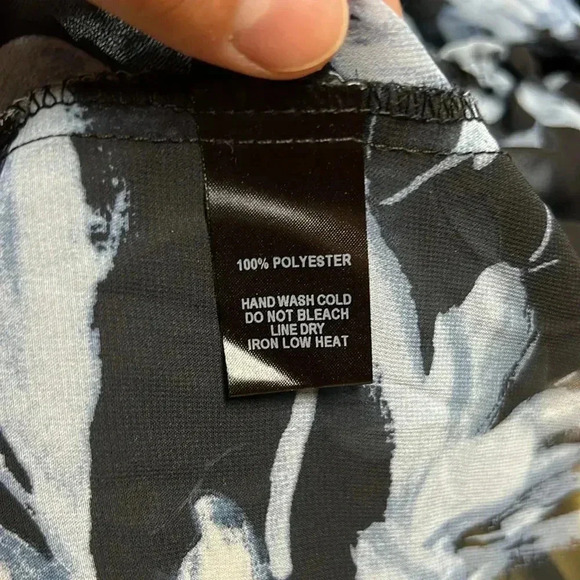 100% POLYESTER
HAND WASH COLD
DO NOT BLEACH
LINE DRY
IRON LOW HEAT